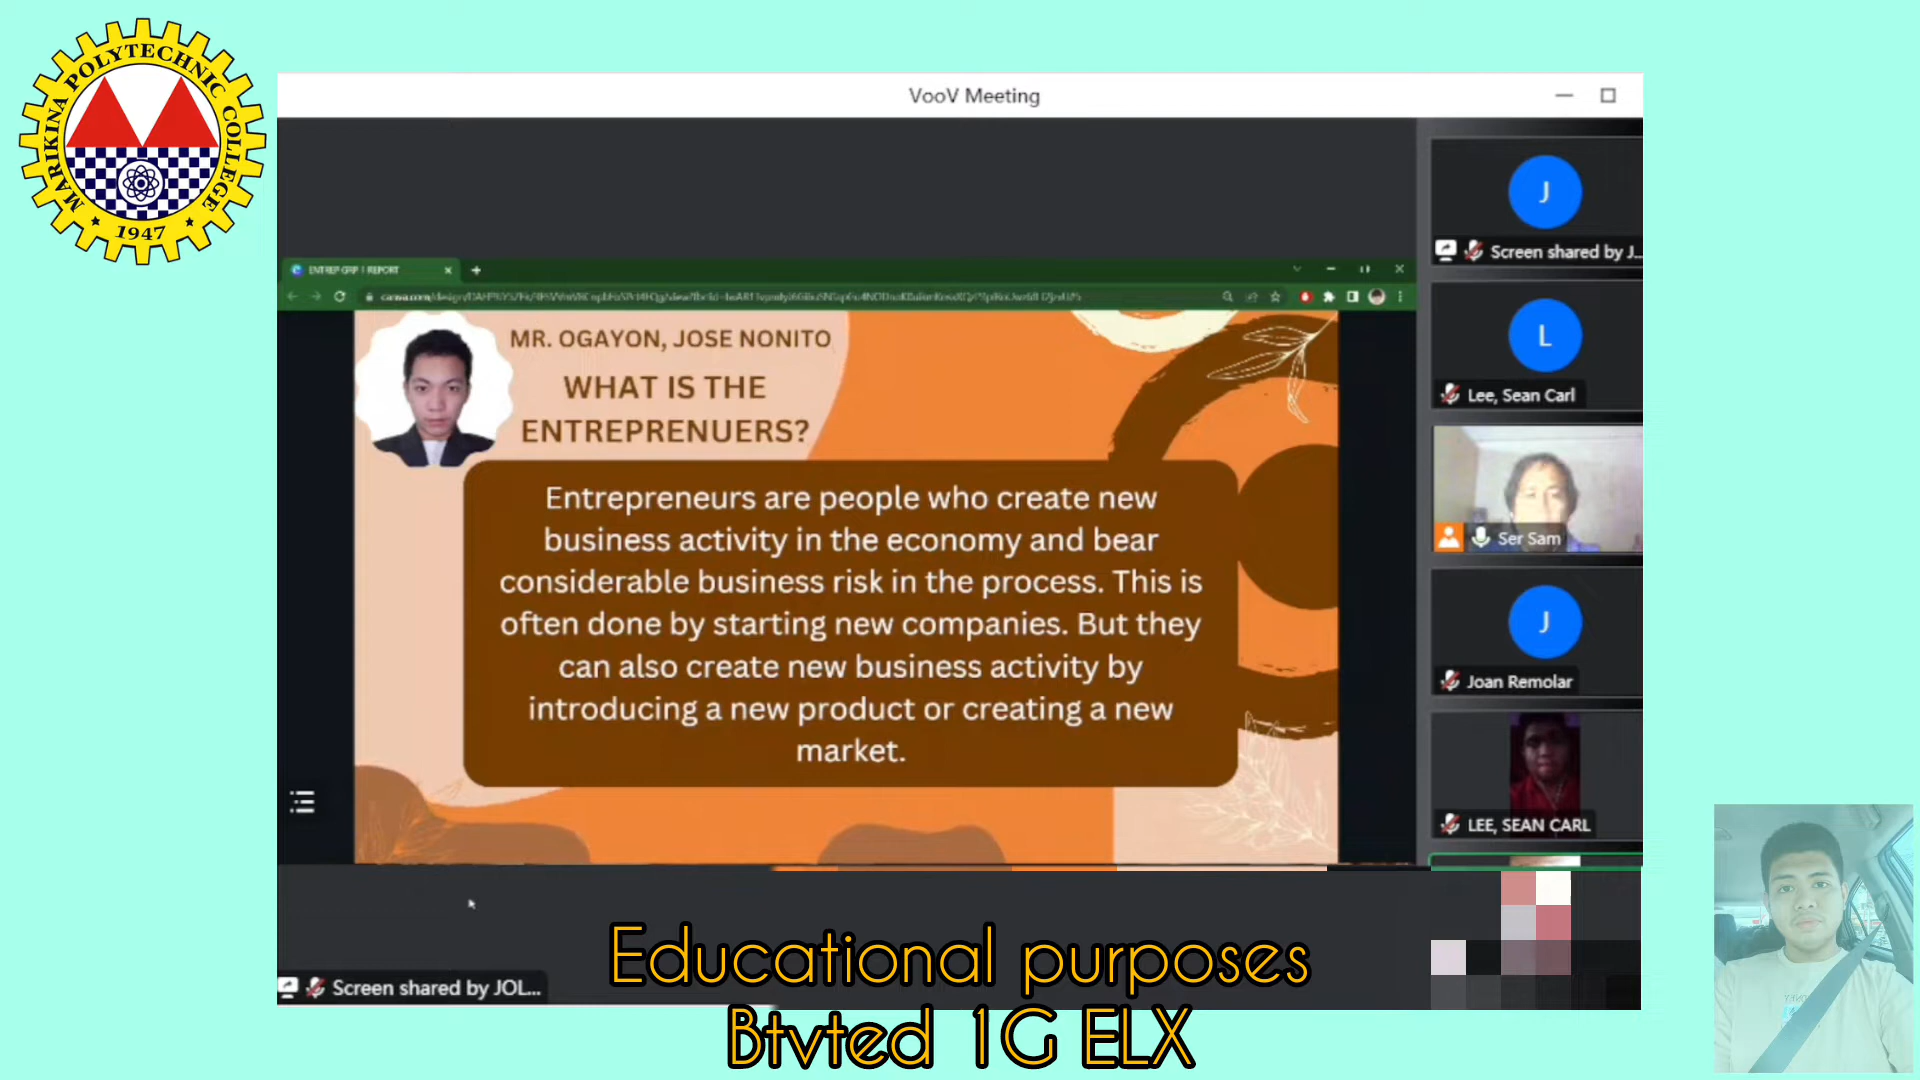 MARIKINA POLYTECHNIC COLLEGE
1947
VooV Meeting
ENTREP GRP 1 REPORT
MR. OGAYON, JOSE NONITO
WHAT IS THE
ENTREPRENUERS?
Entrepreneurs are people who create new
business activity in the economy and bear
considerable business risk in the process. This is
often done by starting new companies. But they
can also create new business activity by
introducing a new product or creating a new
market.
J
Screen shared by J...
L
Lee, Sean Carl
Ser Sam
J
Joan Remolar
LEE, SEAN CARL
Screen shared by JOL...
Educational purposes
Btvted 1G ELX